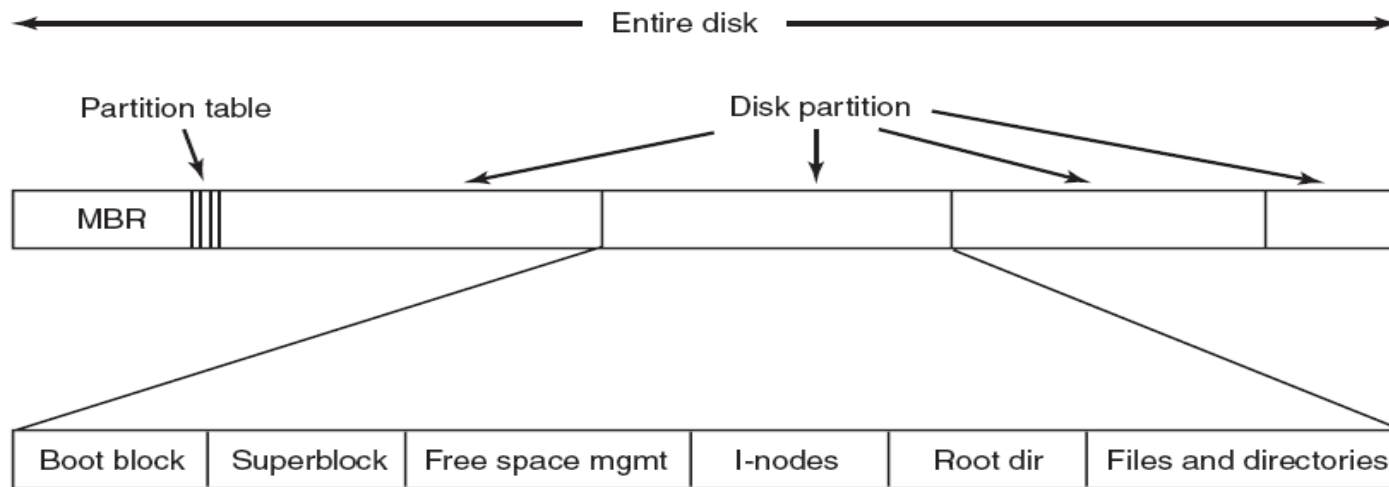 Entire disk
Partition table
Disk partition
MBR
Boot block
Superblock
Free space mgmt
I-nodes
Root dir
Files and directories